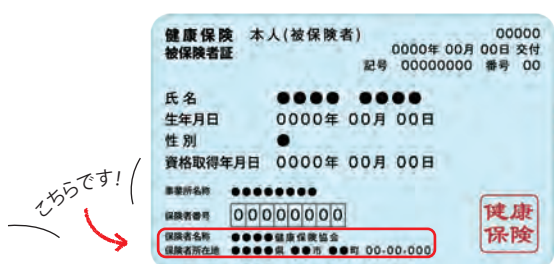 健康保険 本人(被保険者) 00000
被保険者証 0000年 00月 00日 交付
記号 00000000 番号 00
氏名 ●●●● ●●●●
生年月日 0000年 00月 00日
性別 ●
資格取得年月日 0000年 00月 00日
こちらです!
事業所名称 ●●●●●●●●
保険者番号 00000000
保険者名称 ●●●●健康保険協会
保険者所在地 ●●●●県 ●●市 ●●町 00-00-000
健康
保険